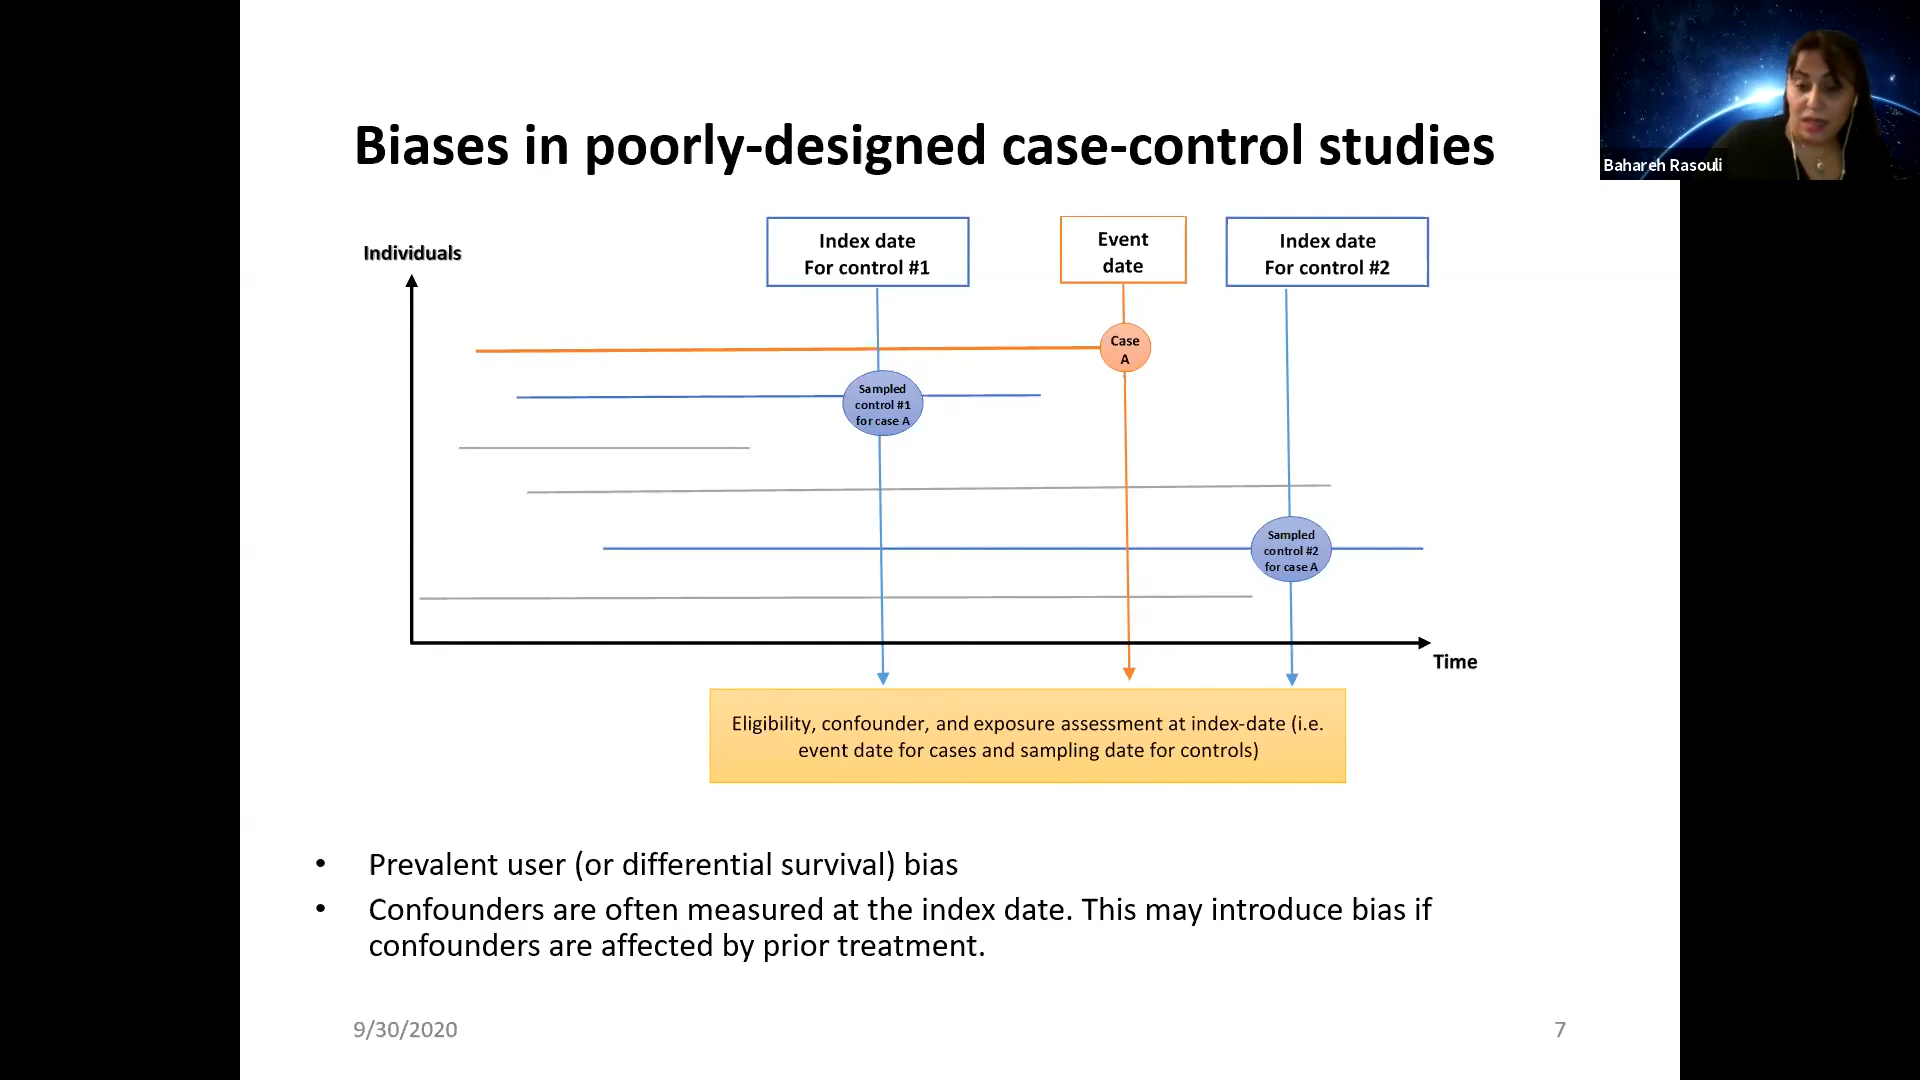 Biases in poorly-designed case-control studies
Bahareh Rasouli
Individuals
Index date
For control #1
Event
date
Index date
For control #2
Case
A
Sampled
control #1
for case A
Sampled
control #2
for case A
Time
Eligibility, confounder, and exposure assessment at index-date (i.e.
event date for cases and sampling date for controls)
• Prevalent user (or differential survival) bias
• Confounders are often measured at the index date. This may introduce bias if
confounders are affected by prior treatment.
9/30/2020
7